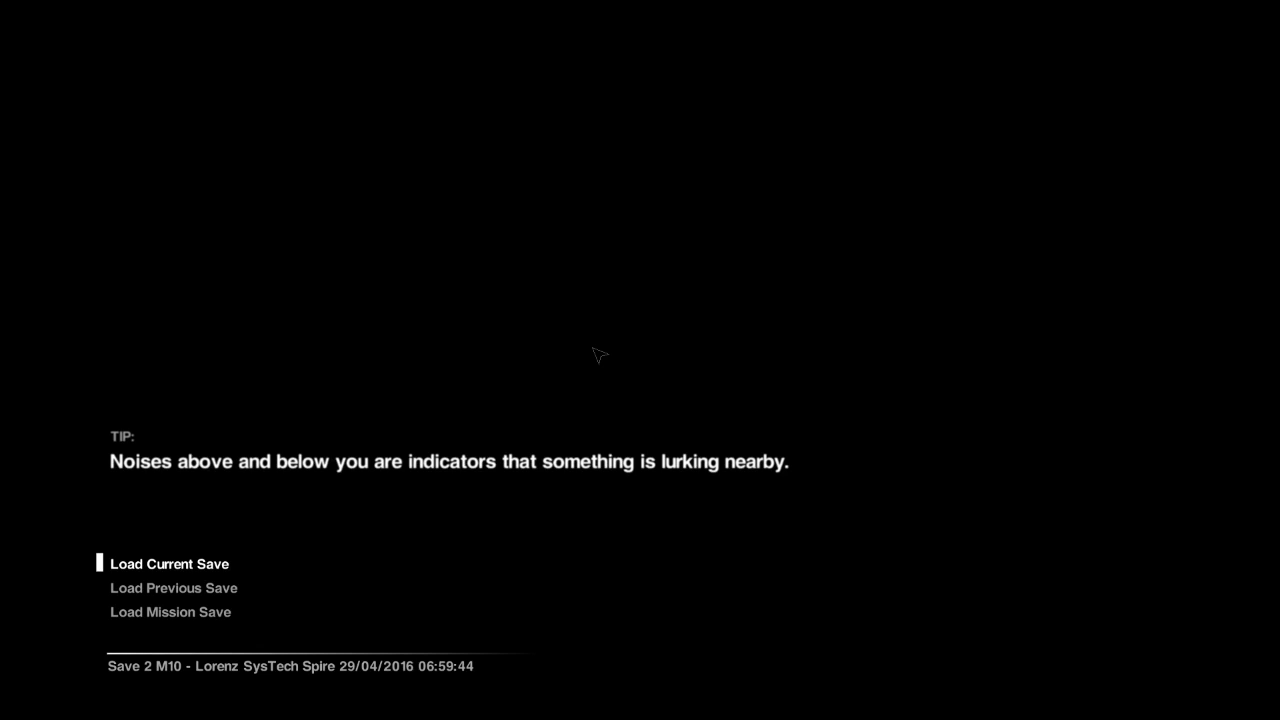 TIP:
Noises above and below you are indicators that something is lurking nearby.
Load Current Save
Load Previous Save
Load Mission Save
Save 2 M10 - Lorenz SysTech Spire 29/04/2016 06:59:44